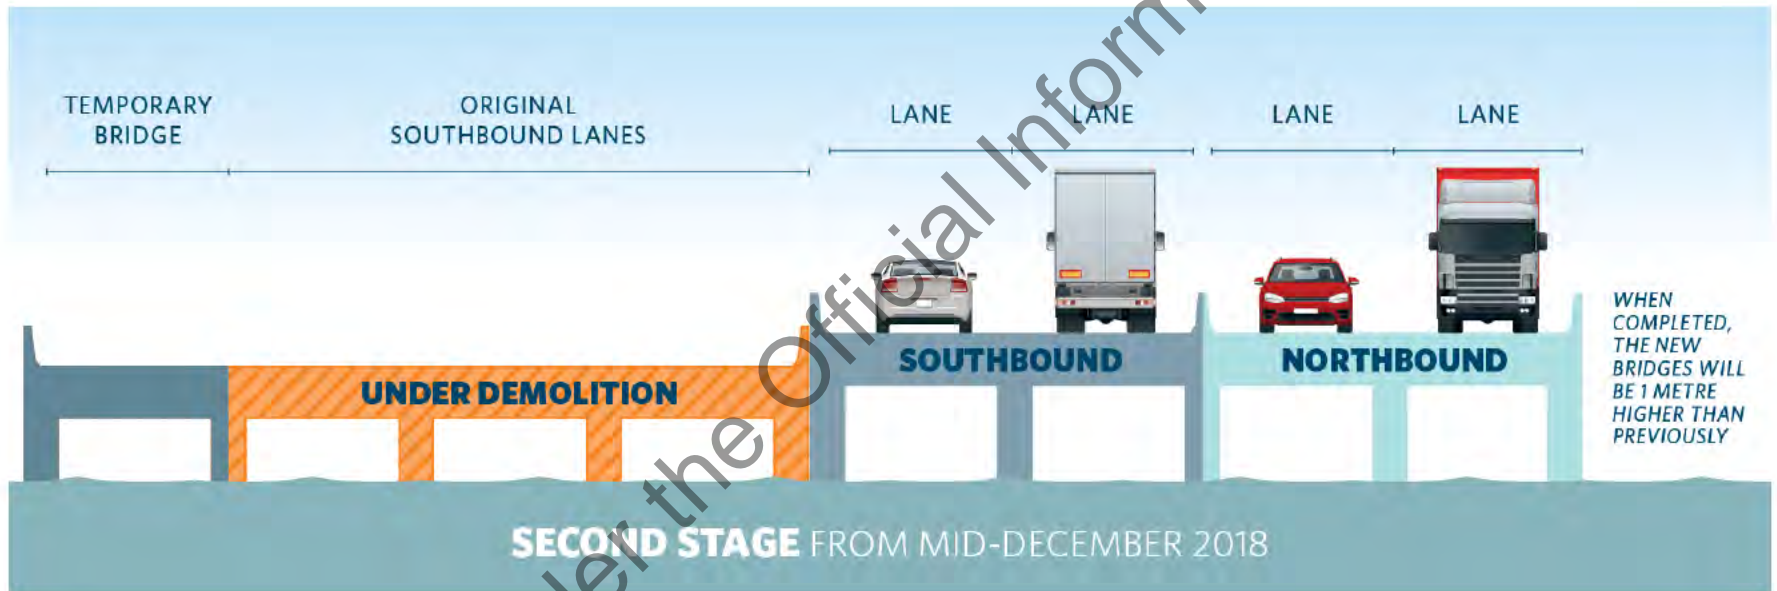 TEMPORARY
BRIDGE
ORIGINAL
SOUTHBOUND LANES
LANE
LANE
LANE
LANE
UNDER DEMOLITION
SOUTHBOUND
NORTHBOUND
WHEN
COMPLETED,
THE NEW
BRIDGES WILL
BE 1 METRE
HIGHER THAN
PREVIOUSLY
SECOND STAGE FROM MID-DECEMBER 2018
the Official